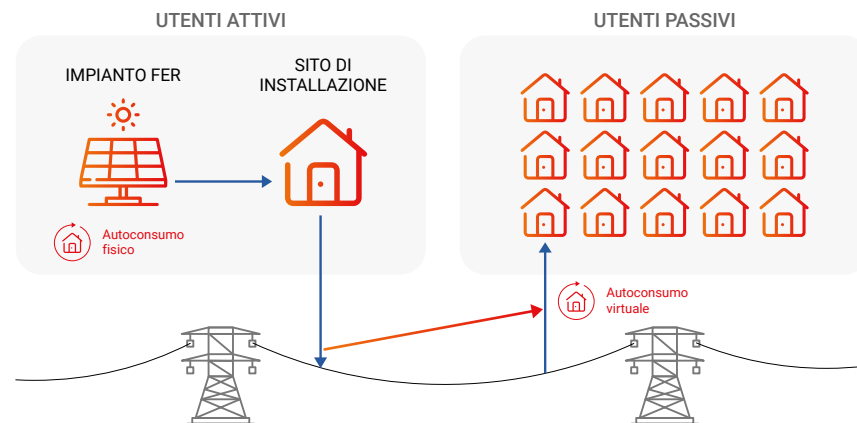 UTENTI ATTIVI
UTENTI PASSIVI
IMPIANTO FER
SITO DI
INSTALLAZIONE
Autoconsumo
fisico
Autoconsumo
virtuale